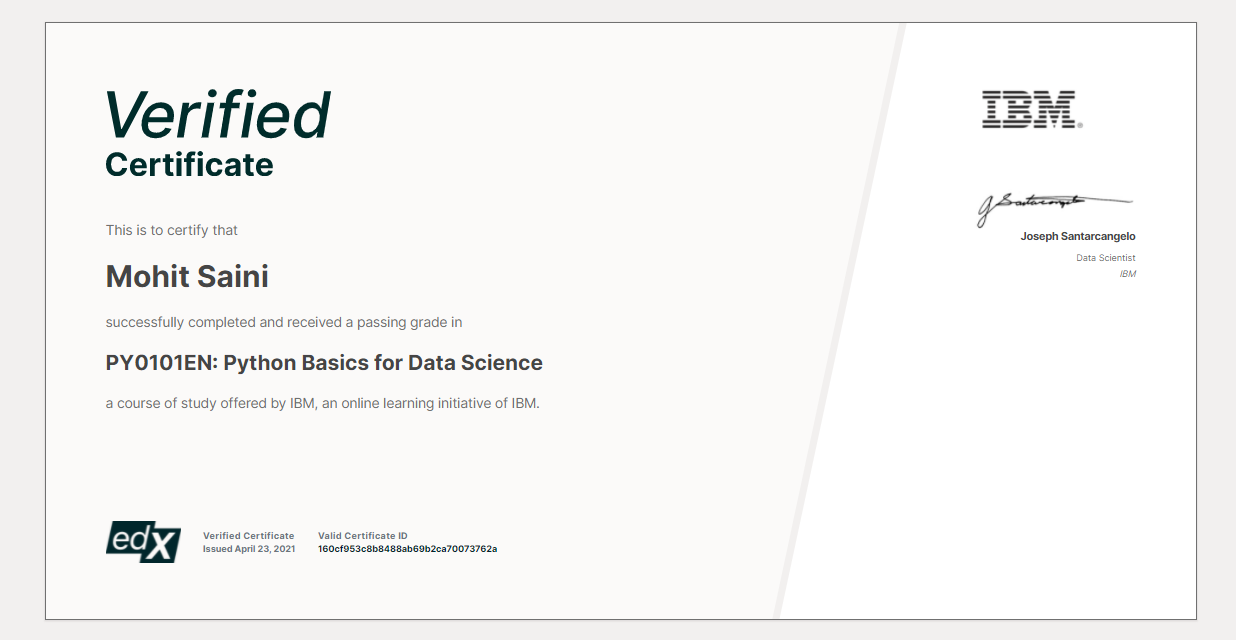 Verified
Certificate
This is to certify that
Mohit Saini
successfully completed and received a passing grade in
PY0101EN: Python Basics for Data Science
a course of study offered by IBM, an online learning initiative of IBM.
edX
Verified Certificate
Issued April 23, 2021
Valid Certificate ID
160cf953c8b8488ab69b2ca70073762a
IBM®
J Santarcangelo
Joseph Santarcangelo
Data Scientist
IBM